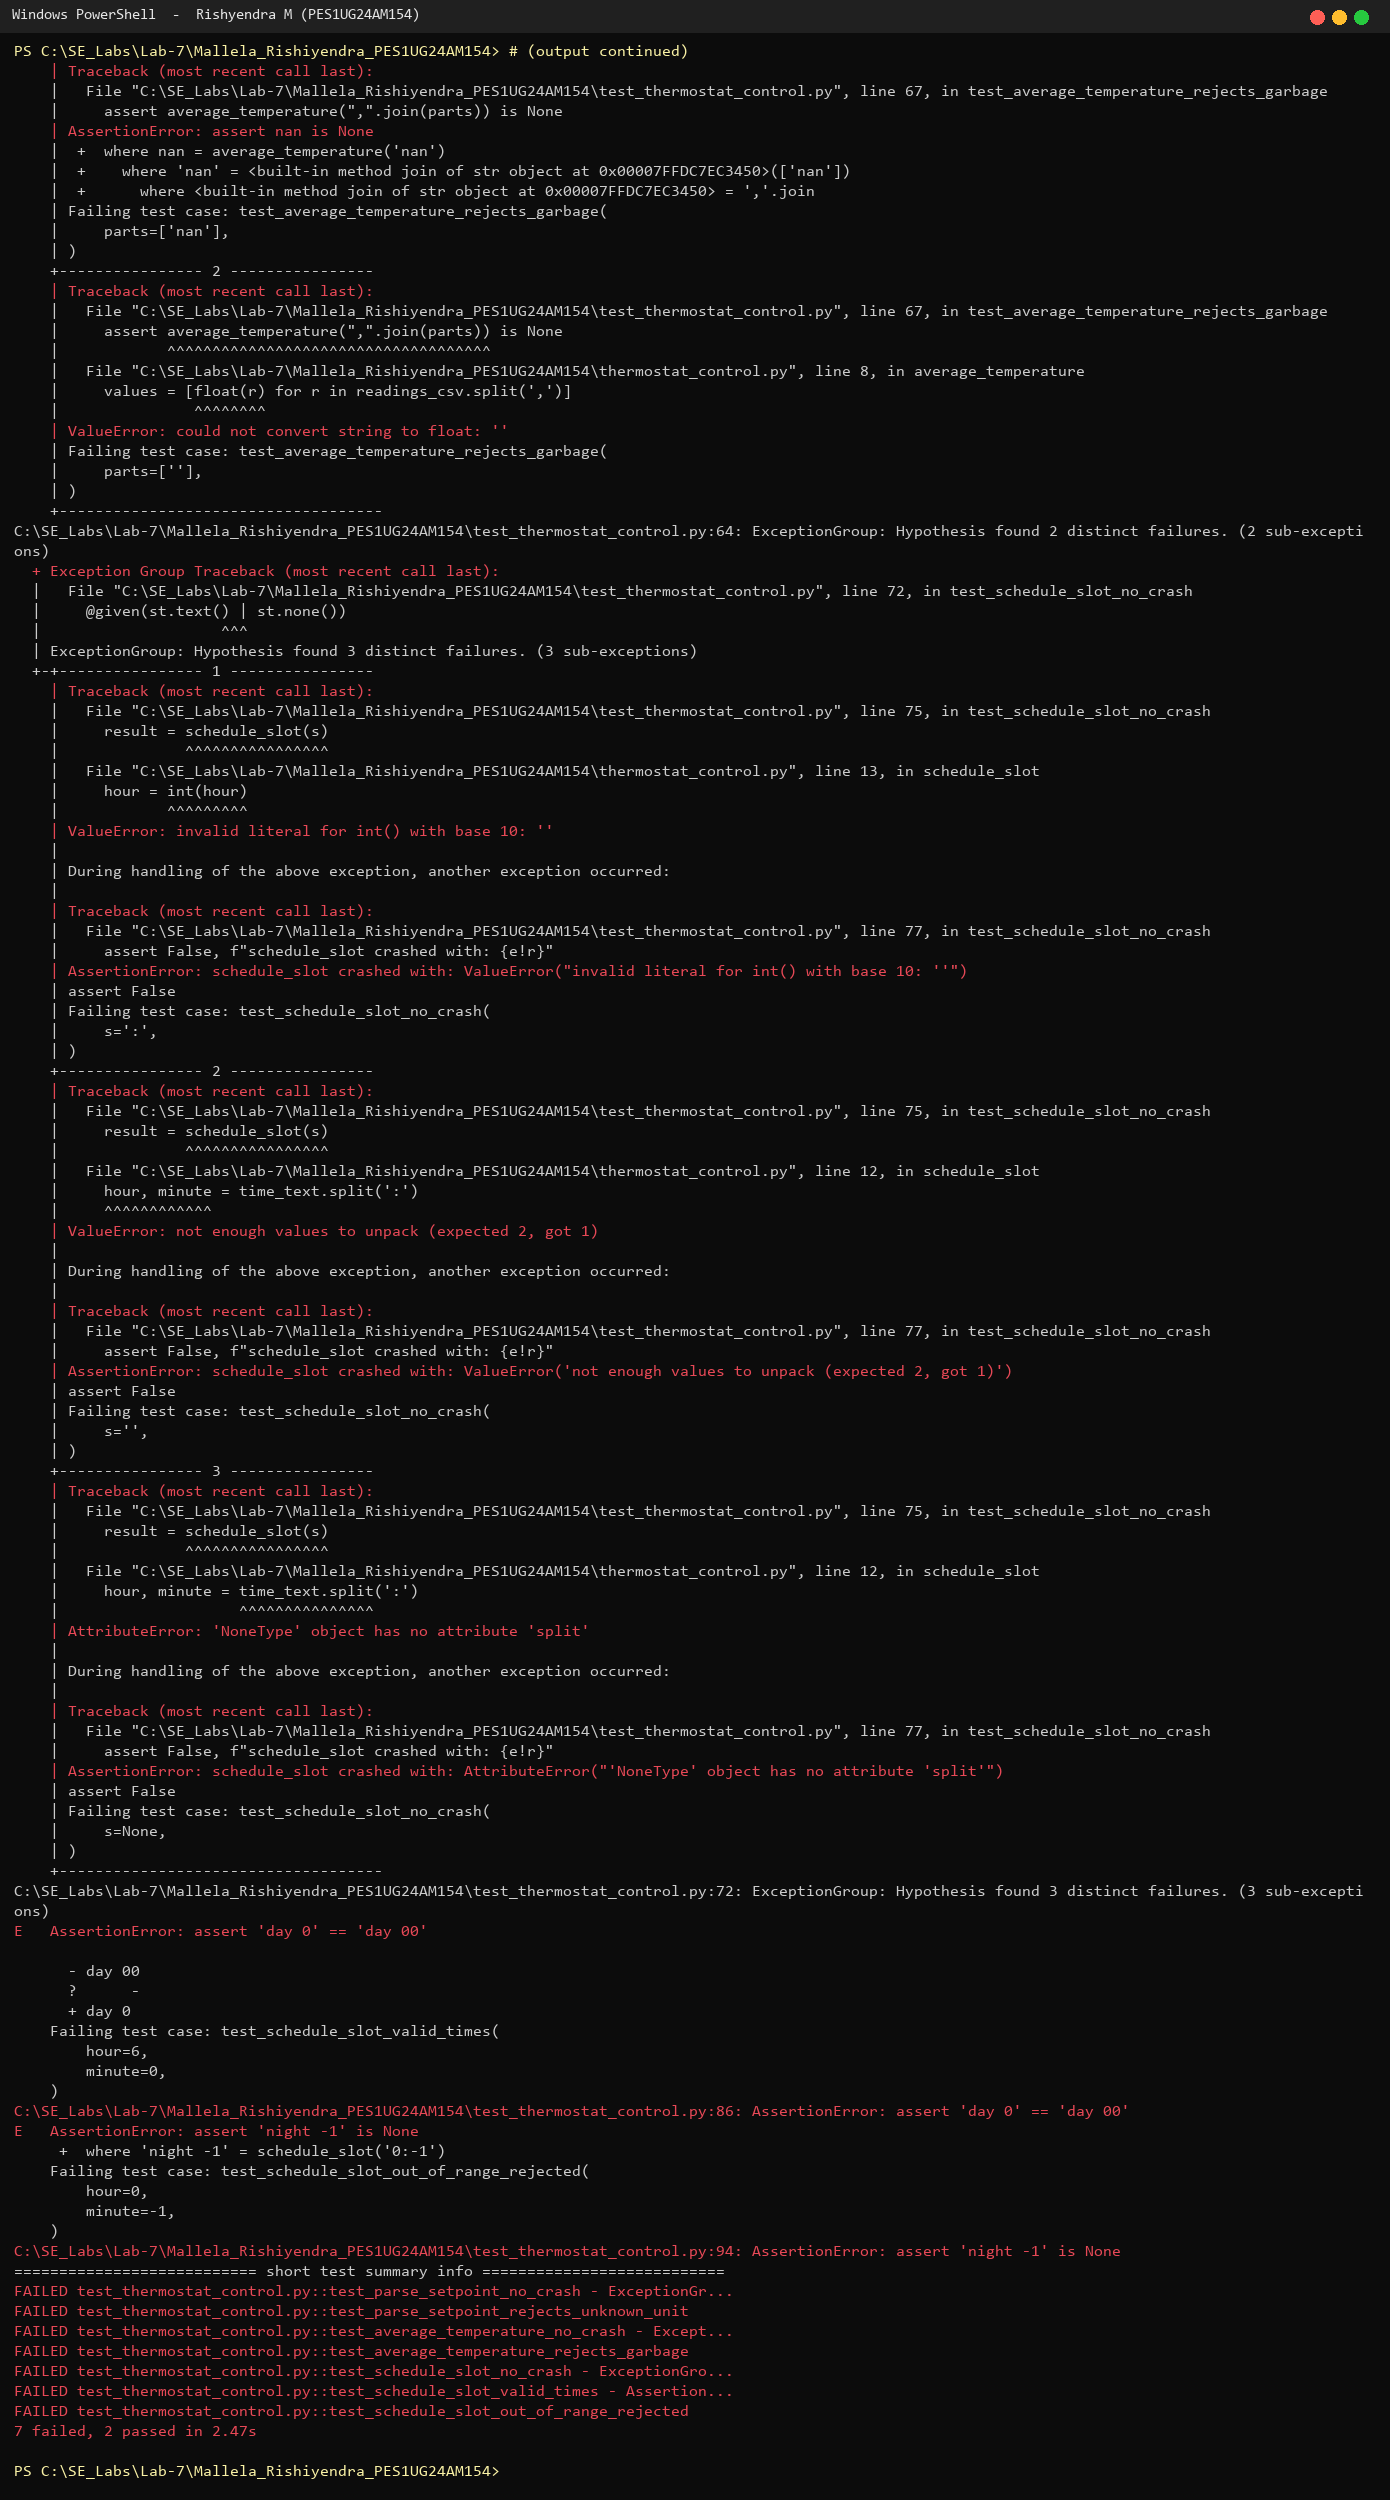 Windows PowerShell  -  Rishyendra M (PES1UG24AM154)
PS C:\SE_Labs\Lab-7\Mallela_Rishiyendra_PES1UG24AM154> # (output continued)
    | Traceback (most recent call last):
    |   File "C:\SE_Labs\Lab-7\Mallela_Rishiyendra_PES1UG24AM154\test_thermostat_control.py", line 67, in test_average_temperature_rejects_garbage
    |     assert average_temperature(",".join(parts)) is None
    | AssertionError: assert nan is None
    |  +  where nan = average_temperature('nan')
    |  +    where 'nan' = <built-in method join of str object at 0x00007FFDC7EC3450>(['nan'])
    |  +      where <built-in method join of str object at 0x00007FFDC7EC3450> = ','.join
    | Failing test case: test_average_temperature_rejects_garbage(
    |     parts=['nan'],
    | )
    +---------------- 2 ----------------
    | Traceback (most recent call last):
    |   File "C:\SE_Labs\Lab-7\Mallela_Rishiyendra_PES1UG24AM154\test_thermostat_control.py", line 67, in test_average_temperature_rejects_garbage
    |     assert average_temperature(",".join(parts)) is None
    |            ^^^^^^^^^^^^^^^^^^^^^^^^^^^^^^^^^^^^
    |   File "C:\SE_Labs\Lab-7\Mallela_Rishiyendra_PES1UG24AM154\thermostat_control.py", line 8, in average_temperature
    |     values = [float(r) for r in readings_csv.split(',')]
    |               ^^^^^^^^
    | ValueError: could not convert string to float: ''
    | Failing test case: test_average_temperature_rejects_garbage(
    |     parts=[''],
    | )
    +------------------------------------
C:\SE_Labs\Lab-7\Mallela_Rishiyendra_PES1UG24AM154\test_thermostat_control.py:64: ExceptionGroup: Hypothesis found 2 distinct failures. (2 sub-excepti
ons)
  + Exception Group Traceback (most recent call last):
  |   File "C:\SE_Labs\Lab-7\Mallela_Rishiyendra_PES1UG24AM154\test_thermostat_control.py", line 72, in test_schedule_slot_no_crash
  |     @given(st.text() | st.none())
  |                    ^^^
  | ExceptionGroup: Hypothesis found 3 distinct failures. (3 sub-exceptions)
  +-+---------------- 1 ----------------
    | Traceback (most recent call last):
    |   File "C:\SE_Labs\Lab-7\Mallela_Rishiyendra_PES1UG24AM154\test_thermostat_control.py", line 75, in test_schedule_slot_no_crash
    |     result = schedule_slot(s)
    |              ^^^^^^^^^^^^^^^^
    |   File "C:\SE_Labs\Lab-7\Mallela_Rishiyendra_PES1UG24AM154\thermostat_control.py", line 13, in schedule_slot
    |     hour = int(hour)
    |            ^^^^^^^^^
    | ValueError: invalid literal for int() with base 10: ''
    |
    | During handling of the above exception, another exception occurred:
    |
    | Traceback (most recent call last):
    |   File "C:\SE_Labs\Lab-7\Mallela_Rishiyendra_PES1UG24AM154\test_thermostat_control.py", line 77, in test_schedule_slot_no_crash
    |     assert False, f"schedule_slot crashed with: {e!r}"
    | AssertionError: schedule_slot crashed with: ValueError("invalid literal for int() with base 10: ''")
    | assert False
    | Failing test case: test_schedule_slot_no_crash(
    |     s=':',
    | )
    +---------------- 2 ----------------
    | Traceback (most recent call last):
    |   File "C:\SE_Labs\Lab-7\Mallela_Rishiyendra_PES1UG24AM154\test_thermostat_control.py", line 75, in test_schedule_slot_no_crash
    |     result = schedule_slot(s)
    |              ^^^^^^^^^^^^^^^^
    |   File "C:\SE_Labs\Lab-7\Mallela_Rishiyendra_PES1UG24AM154\thermostat_control.py", line 12, in schedule_slot
    |     hour, minute = time_text.split(':')
    |     ^^^^^^^^^^^^
    | ValueError: not enough values to unpack (expected 2, got 1)
    |
    | During handling of the above exception, another exception occurred:
    |
    | Traceback (most recent call last):
    |   File "C:\SE_Labs\Lab-7\Mallela_Rishiyendra_PES1UG24AM154\test_thermostat_control.py", line 77, in test_schedule_slot_no_crash
    |     assert False, f"schedule_slot crashed with: {e!r}"
    | AssertionError: schedule_slot crashed with: ValueError('not enough values to unpack (expected 2, got 1)')
    | assert False
    | Failing test case: test_schedule_slot_no_crash(
    |     s='',
    | )
    +---------------- 3 ----------------
    | Traceback (most recent call last):
    |   File "C:\SE_Labs\Lab-7\Mallela_Rishiyendra_PES1UG24AM154\test_thermostat_control.py", line 75, in test_schedule_slot_no_crash
    |     result = schedule_slot(s)
    |              ^^^^^^^^^^^^^^^^
    |   File "C:\SE_Labs\Lab-7\Mallela_Rishiyendra_PES1UG24AM154\thermostat_control.py", line 12, in schedule_slot
    |     hour, minute = time_text.split(':')
    |                    ^^^^^^^^^^^^^^^
    | AttributeError: 'NoneType' object has no attribute 'split'
    |
    | During handling of the above exception, another exception occurred:
    |
    | Traceback (most recent call last):
    |   File "C:\SE_Labs\Lab-7\Mallela_Rishiyendra_PES1UG24AM154\test_thermostat_control.py", line 77, in test_schedule_slot_no_crash
    |     assert False, f"schedule_slot crashed with: {e!r}"
    | AssertionError: schedule_slot crashed with: AttributeError("'NoneType' object has no attribute 'split'")
    | assert False
    | Failing test case: test_schedule_slot_no_crash(
    |     s=None,
    | )
    +------------------------------------
C:\SE_Labs\Lab-7\Mallela_Rishiyendra_PES1UG24AM154\test_thermostat_control.py:72: ExceptionGroup: Hypothesis found 3 distinct failures. (3 sub-excepti
ons)
E   AssertionError: assert 'day 0' == 'day 00'

      - day 00
      ?      -
      + day 0
    Failing test case: test_schedule_slot_valid_times(
        hour=6,
        minute=0,
    )
C:\SE_Labs\Lab-7\Mallela_Rishiyendra_PES1UG24AM154\test_thermostat_control.py:86: AssertionError: assert 'day 0' == 'day 00'
E   AssertionError: assert 'night -1' is None
     +  where 'night -1' = schedule_slot('0:-1')
    Failing test case: test_schedule_slot_out_of_range_rejected(
        hour=0,
        minute=-1,
    )
C:\SE_Labs\Lab-7\Mallela_Rishiyendra_PES1UG24AM154\test_thermostat_control.py:94: AssertionError: assert 'night -1' is None
=========================== short test summary info ===========================
FAILED test_thermostat_control.py::test_parse_setpoint_no_crash - ExceptionGr...
FAILED test_thermostat_control.py::test_parse_setpoint_rejects_unknown_unit
FAILED test_thermostat_control.py::test_average_temperature_no_crash - Except...
FAILED test_thermostat_control.py::test_average_temperature_rejects_garbage
FAILED test_thermostat_control.py::test_schedule_slot_no_crash - ExceptionGro...
FAILED test_thermostat_control.py::test_schedule_slot_valid_times - Assertion...
FAILED test_thermostat_control.py::test_schedule_slot_out_of_range_rejected
7 failed, 2 passed in 2.47s

PS C:\SE_Labs\Lab-7\Mallela_Rishiyendra_PES1UG24AM154>